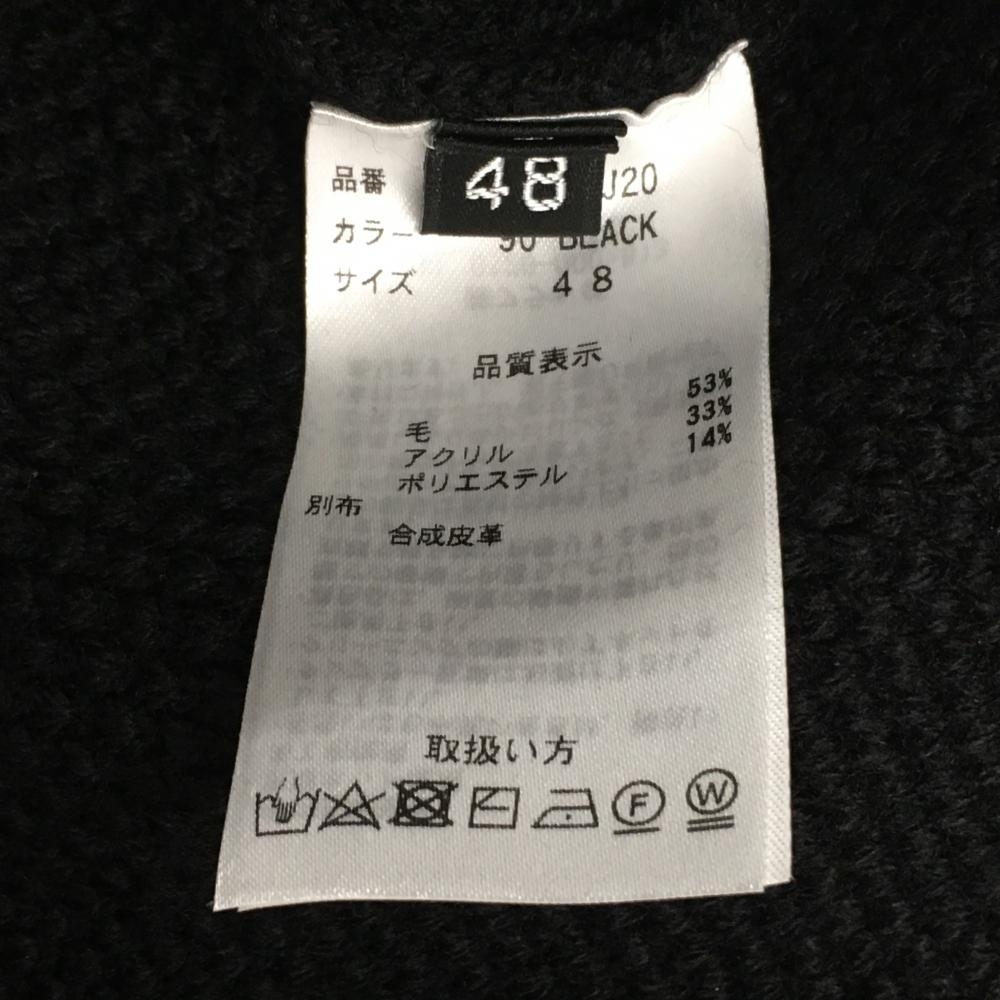 48
品番 J20
カラー 90 BLACK
サイズ 48
品質表示
毛 53%
アクリル 33%
ポリエステル 14%
別布
合成皮革
取扱い方
F W